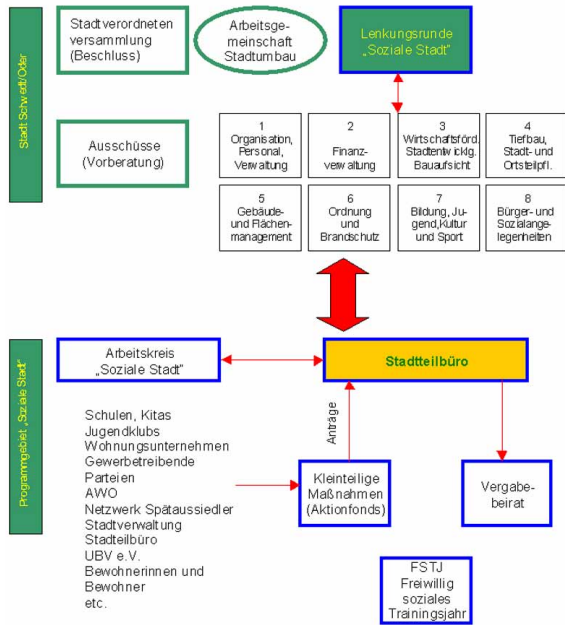 Stadt Schwedt/Oder
Stadtverordneten
versammlung
(Beschluss)
Arbeitsge-
meinschaft
Stadtumbau
Lenkungsrunde
„Soziale Stadt"
Ausschüsse
(Vorberatung)
1
Organisation,
Personal,
Verwaltung
2
Finanz-
verwaltung
3
Wirtschaftsförd.
Stadtentwicklg.
Bauaufsicht
4
Tiefbau,
Stadt- und
Ortsteilpfl.
5
Gebäude-
und Flächen-
management
6
Ordnung
und
Brandschutz
7
Bildung, Ju-
gend,Kultur
und Sport
8
Bürger- und
Sozialange-
legenheiten
Programmgebiet „Soziale Stadt"
Arbeitskreis
„Soziale Stadt"
Stadtteilbüro
Schulen, Kitas
Jugendklubs
Wohnungsunternehmen
Gewerbetreibende
Parteien
AWO
Netzwerk Spätaussiedler
Stadtverwaltung
Stadteilbüro
UBV e.V.
Bewohnerinnen und
Bewohner
etc.
Anträge
Kleinteilige
Maßnahmen
(Aktionfonds)
Vergabe-
beirat
FSTJ
Freiwillig
soziales
Trainingsjahr